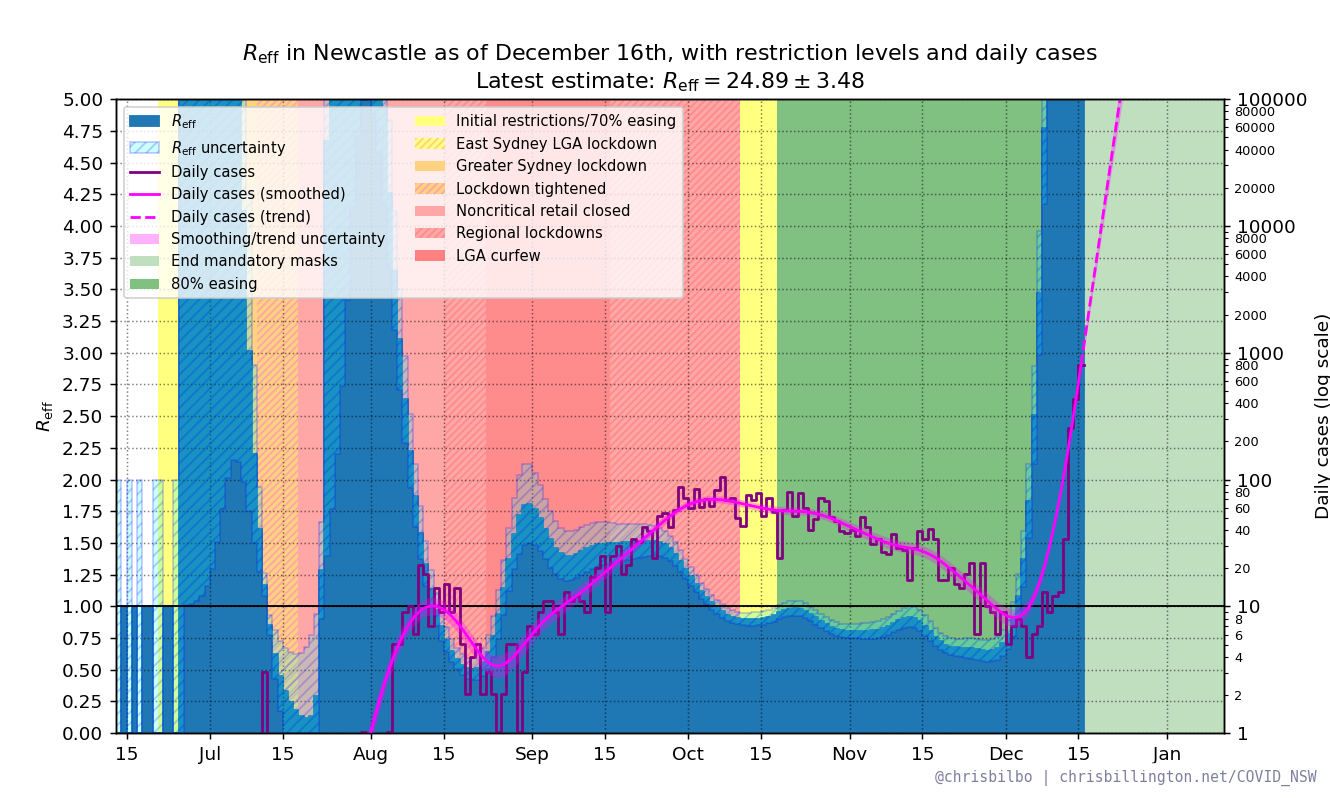 Reff in Newcastle as of December 16th, with restriction levels and daily cases
Latest estimate: Reff = 24.89 ± 3.48
Reff
Reff uncertainty
Daily cases
Daily cases (smoothed)
Daily cases (trend)
Smoothing/trend uncertainty
End mandatory masks
80% easing
Initial restrictions/70% easing
East Sydney LGA lockdown
Greater Sydney lockdown
Lockdown tightened
Noncritical retail closed
Regional lockdowns
LGA curfew
Reff
5.00
4.75
4.50
4.25
4.00
3.75
3.50
3.25
3.00
2.75
2.50
2.25
2.00
1.75
1.50
1.25
1.00
0.75
0.50
0.25
0.00
100000
80000
60000
40000
20000
10000
8000
6000
4000
2000
1000
800
600
400
200
100
80
60
40
20
10
8
6
4
2
1
Daily cases (log scale)
15 Jul 15 Aug 15 Sep 15 Oct 15 Nov 15 Dec 15 Jan
@chrisbilbo | chrisbillington.net/COVID_NSW